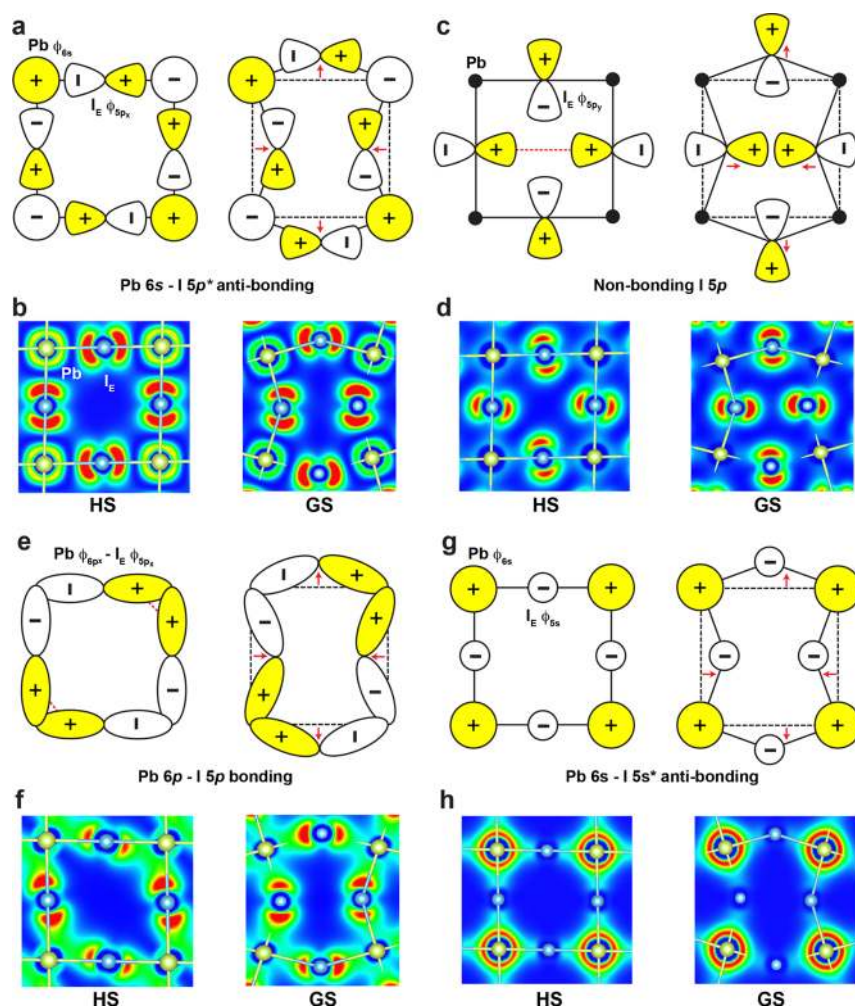 a
Pb ϕ6s
+ I + −
IE ϕ5px
− +
+ −
− + I +
I +
+ −
− +
+ −
− +
+ I
Pb 6s - I 5p* anti-bonding
c
+
Pb
−
IE ϕ5py
I + + I
−
+
+
−
I + + I
−
+
Non-bonding I 5p
b
Pb IE
HS
GS
d
HS
GS
e
Pb ϕ6px - IE ϕ5px
I +
− +
+ −
+ I
I +
− +
+ −
+ I
Pb 6p - I 5p bonding
g
Pb ϕ6s
+ − +
IE ϕ5s
− −
+ − +
−
+ +
− −
+ +
−
Pb 6s - I 5s* anti-bonding
f
HS
GS
h
HS
GS